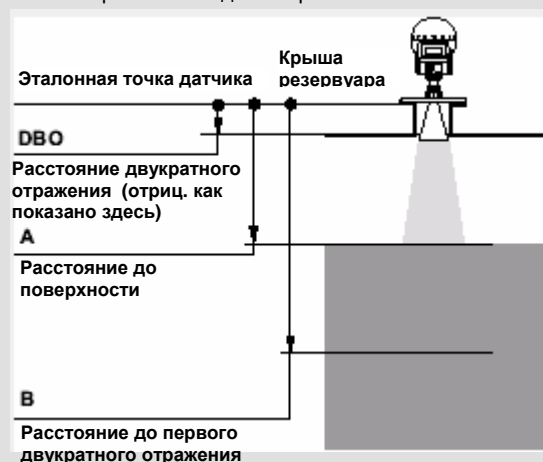 Крыша
резервуара
Эталонная точка датчика
DBO
Расстояние двукратного
отражения (отриц. как
показано здесь)
A
Расстояние до
поверхности
B
Расстояние до первого
двукратного отражения